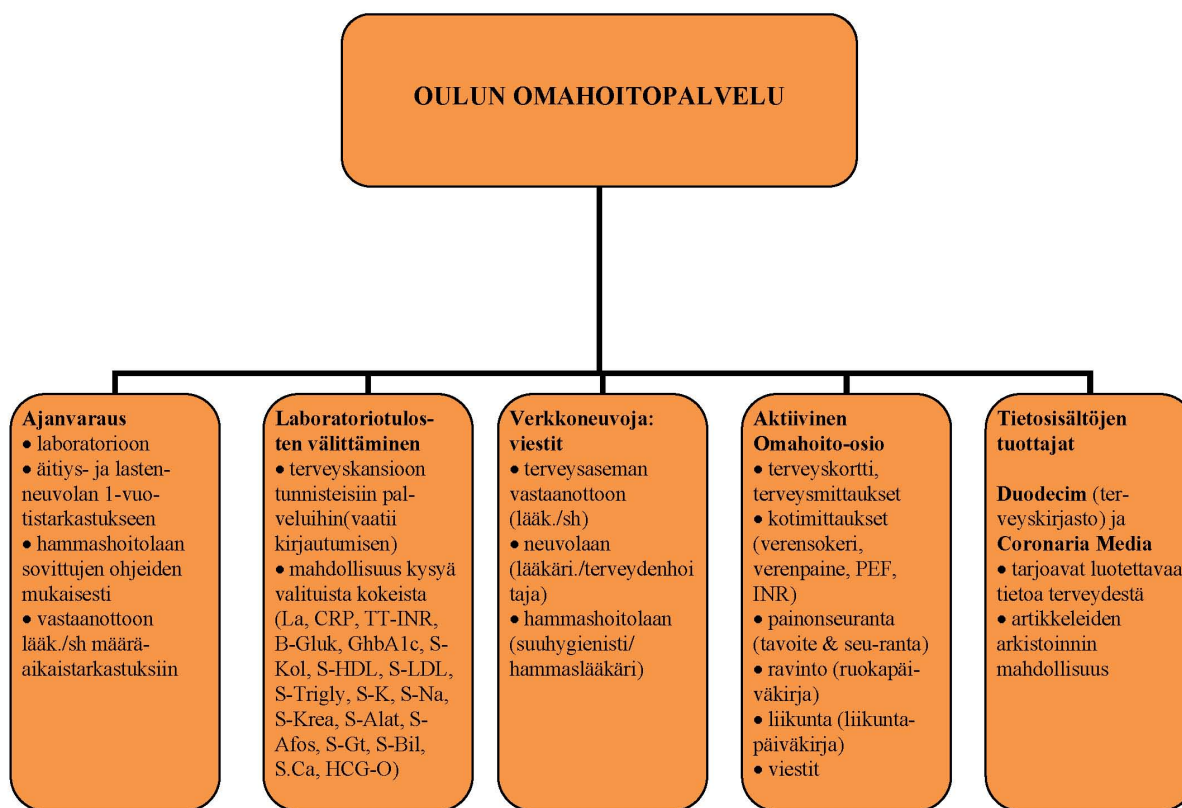 OULUN OMAHOITOPALVELU
Ajanvaraus
• laboratorioon
• äitiys- ja lasten-
neuvolan 1-vuo-
tistarkastukseen
• hammashoitolaan
sovittujen ohjeiden
mukaisesti
• vastaanottoon
lääk./sh määrä-
aikaistarkastuksiin
Laboratoriotulos-
ten välittäminen
• terveyskansioon
tunnisteisiin pal-
veluihin(vaatii
kirjautumisen)
• mahdollisuus kysyä
valituista kokeista
(La, CRP, TT-INR,
B-Gluk, GhbA1c, S-
Kol, S-HDL, S-LDL,
S-Trigly, S-K, S-Na,
S-Krea, S-Alat, S-
Afos, S-Gt, S-Bil,
S.Ca, HCG-O)
Verkkoneuvoja:
viestit
• terveysaseman
vastaanottoon
(lääk./sh)
• neuvolaan
(lääkäri./terveydenhoi
taja)
• hammashoitolaan
(suuhygienisti/
hammaslääkäri)
Aktiivinen
Omahoito-osio
• terveyskortti,
terveysmittaukset
• kotimittaukset
(verensokeri,
verenpaine, PEF,
INR)
• painonseuranta
(tavoite & seu-ranta)
• ravinto (ruokapäi-
väkirja)
• liikunta (liikunta-
päiväkirja)
• viestit
Tietosisältöjen
tuottajat
Duodecim (ter-
veyskirjasto) ja
Coronaria Media
• tarjoavat luotettavaa
tietoa terveydestä
• artikkeleiden
arkistoinnin
mahdollisuus